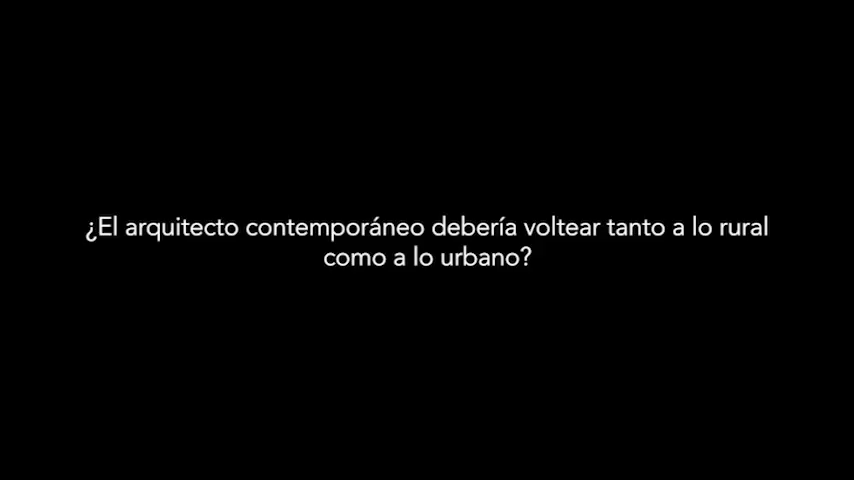 ¿El arquitecto contemporáneo debería voltear tanto a lo rural
como a lo urbano?